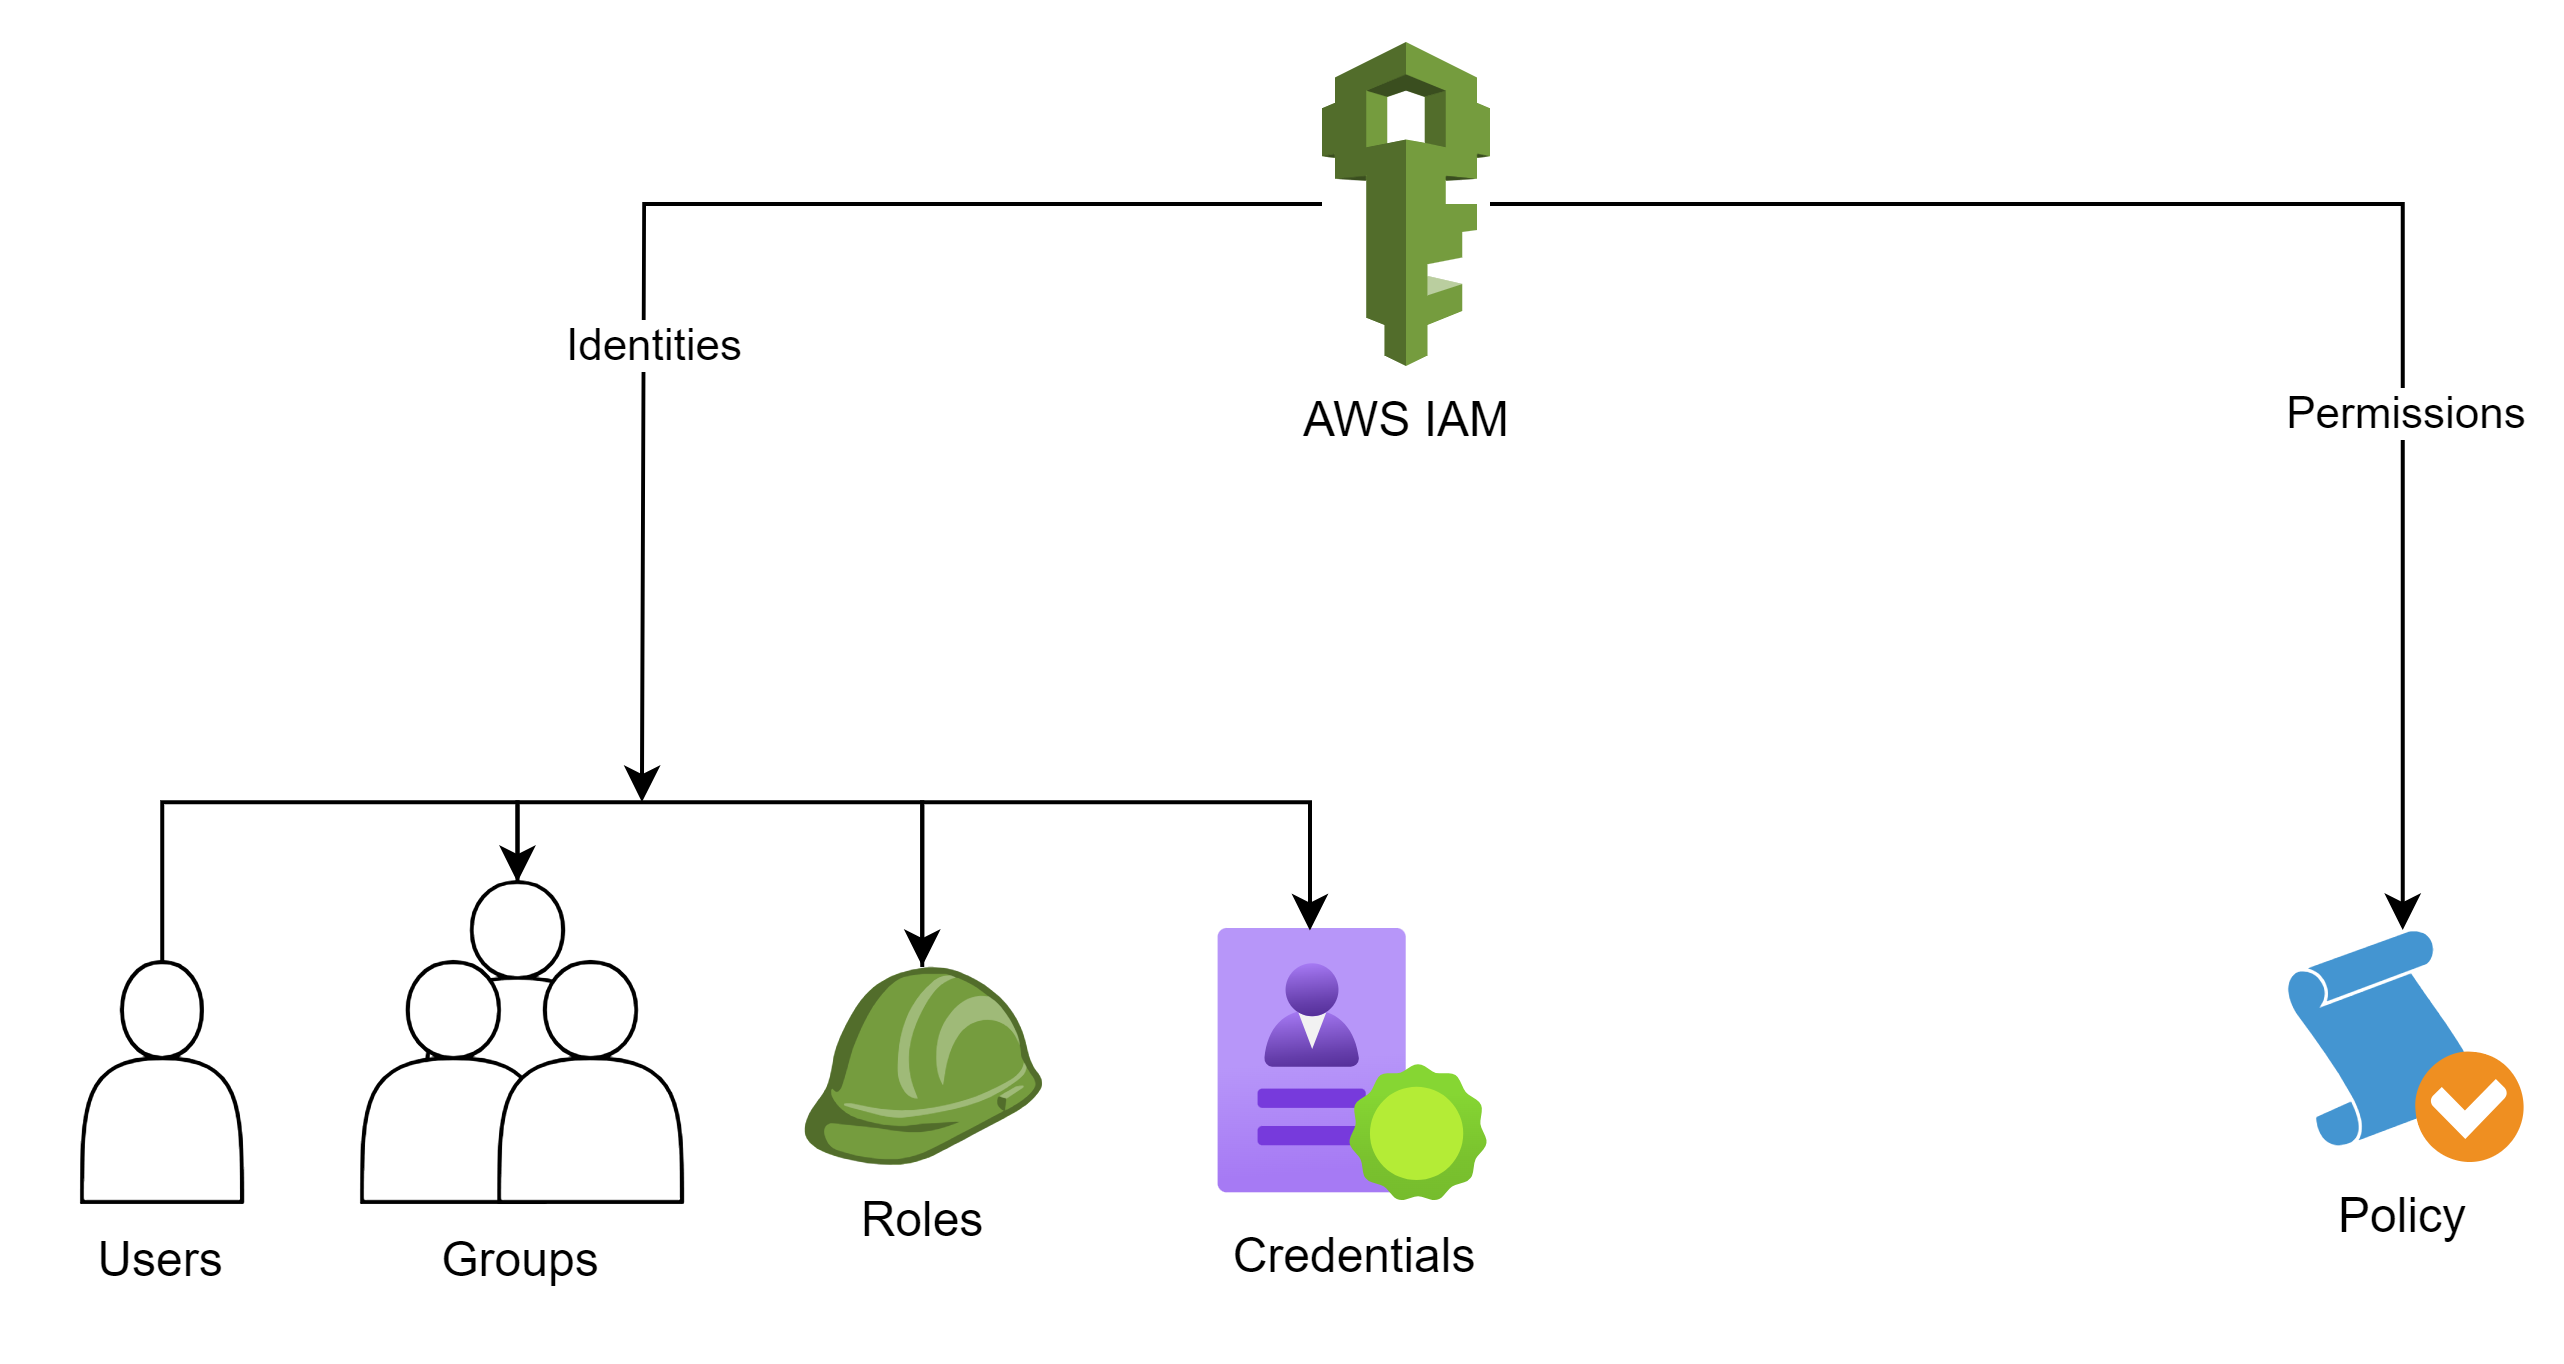 AWS IAM
Identities
Permissions
Users
Groups
Roles
Credentials
Policy